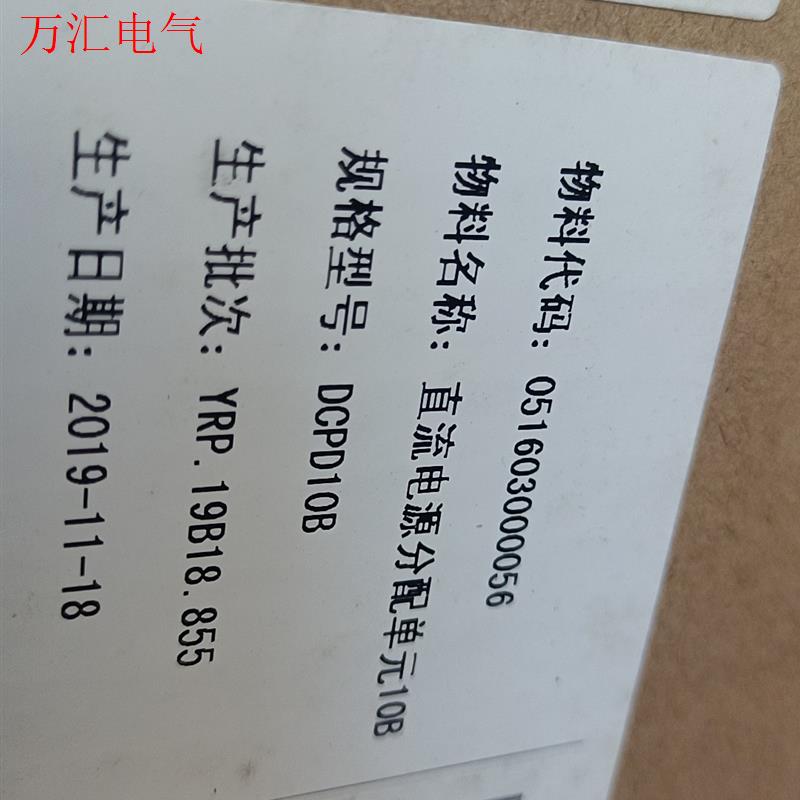 万汇电气
物料代码: 051603000056
物料名称: 直流电源分配单元10B
规格型号: DCPD10B
生产批次: YRP.19B18.855
生产日期: 2019-11-18